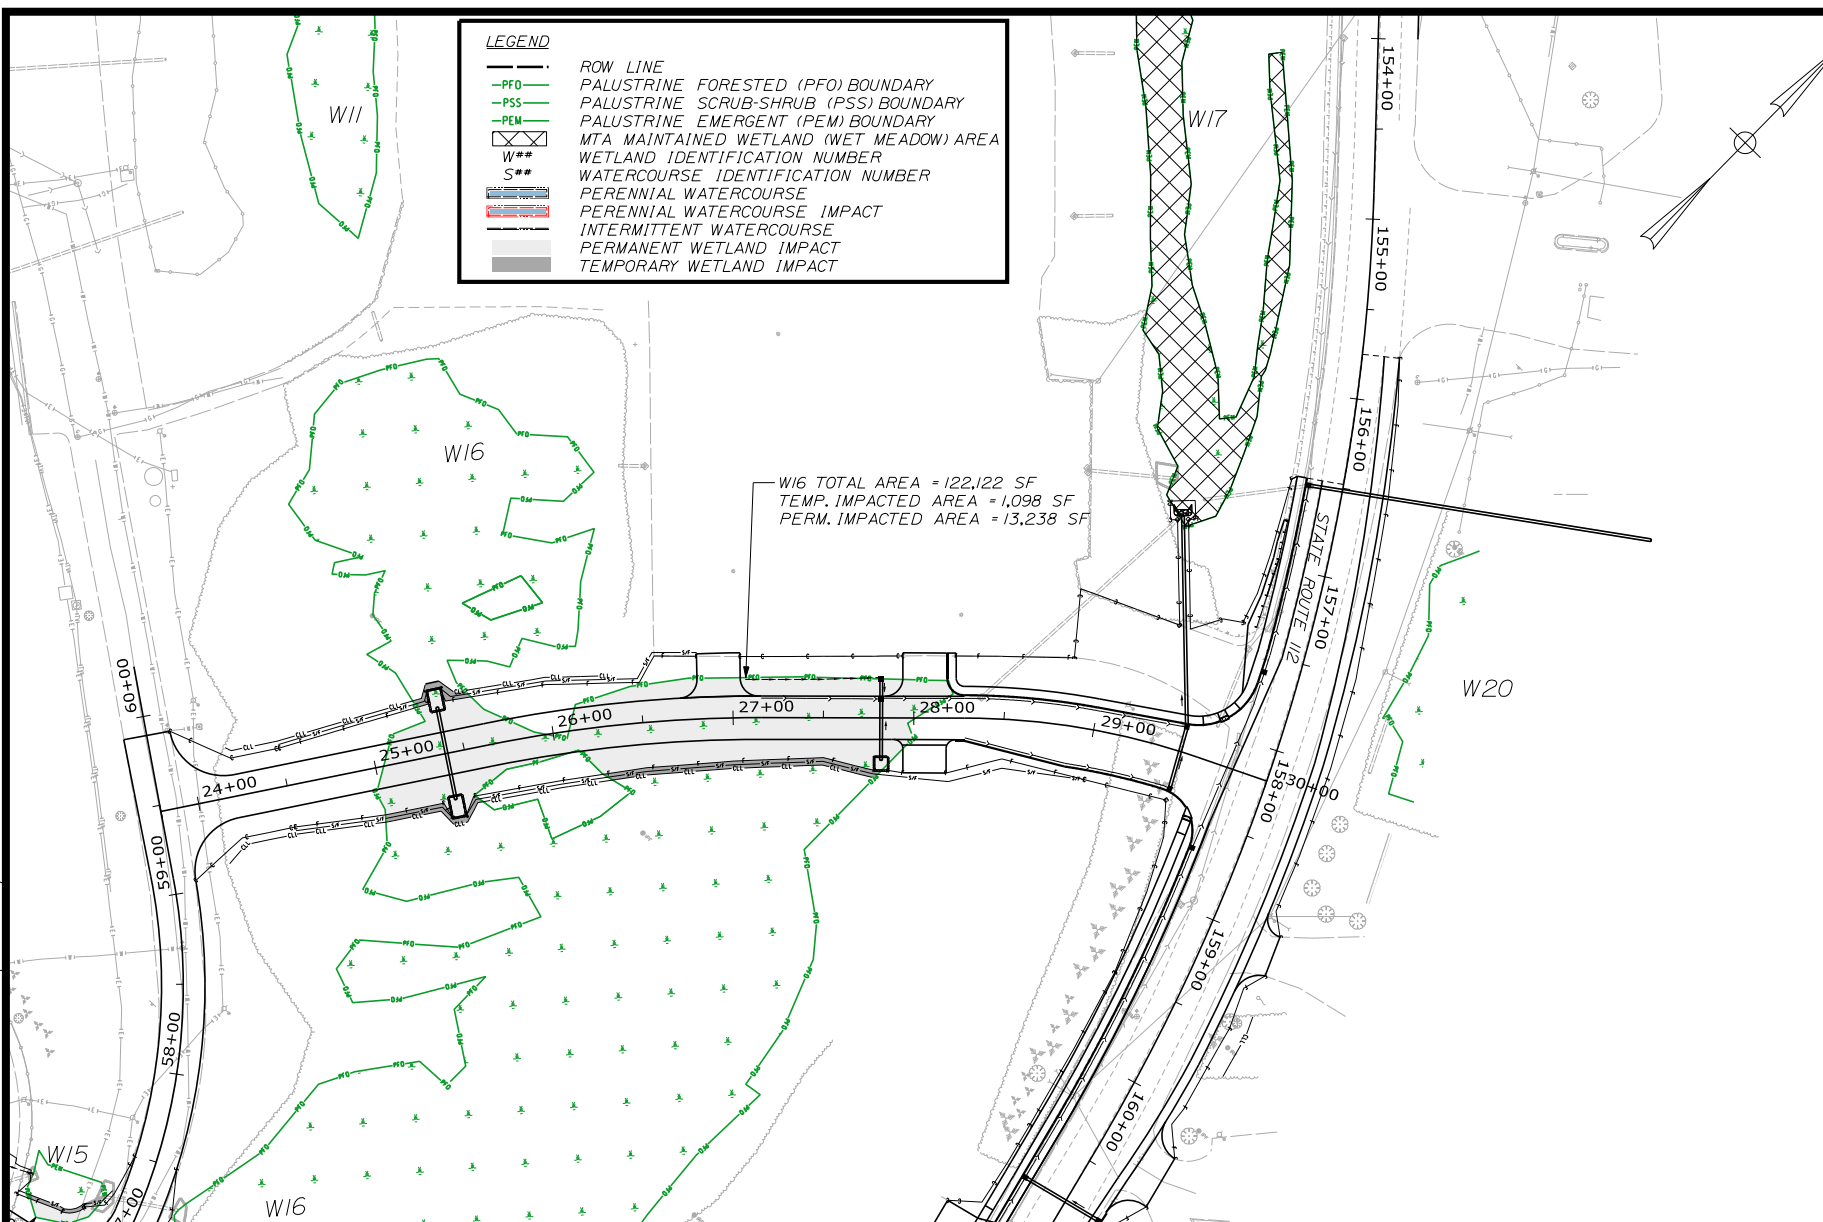 LEGEND
ROW LINE
PFO PALUSTRINE FORESTED (PFO) BOUNDARY
PSS PALUSTRINE SCRUB-SHRUB (PSS) BOUNDARY
PEM PALUSTRINE EMERGENT (PEM) BOUNDARY
MTA MAINTAINED WETLAND (WET MEADOW) AREA
W## WETLAND IDENTIFICATION NUMBER
S## WATERCOURSE IDENTIFICATION NUMBER
PERENNIAL WATERCOURSE
PERENNIAL WATERCOURSE IMPACT
INTERMITTENT WATERCOURSE
PERMANENT WETLAND IMPACT
TEMPORARY WETLAND IMPACT
W11
W17
154+00
155+00
156+00
W16
W16 TOTAL AREA = 122,122 SF
TEMP. IMPACTED AREA = 1,098 SF
PERM. IMPACTED AREA = 13,238 SF
STATE ROUTE 112
157+00
W20
60+00
24+00
25+00
26+00
27+00
28+00
29+00
30+00
158+00
59+00
159+00
58+00
160+00
W15
W16